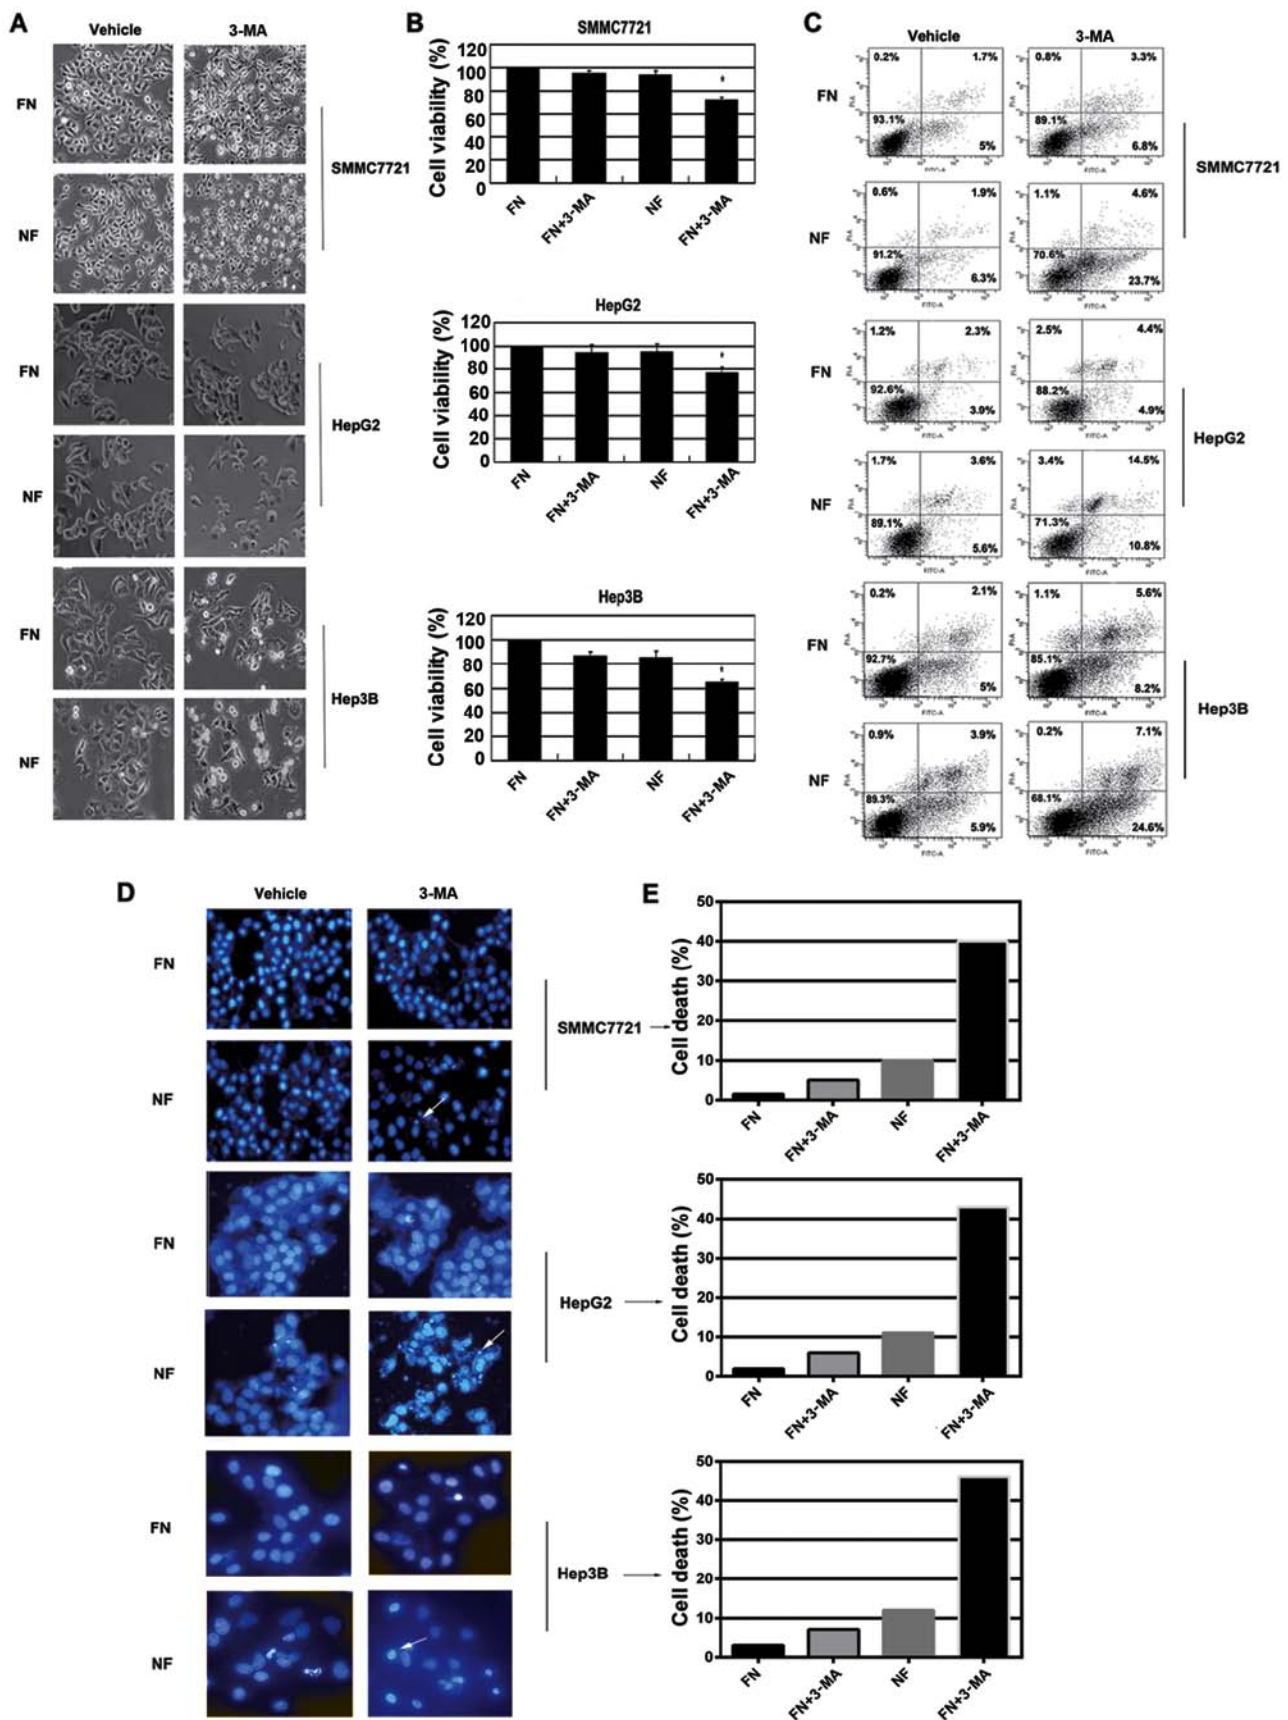 A
Vehicle
3-MA
FN
NF
SMMC7721
FN
NF
HepG2
FN
NF
Hep3B
B
SMMC7721
Cell viability (%)
120
100
80
60
40
20
0
FN
FN+3-MA
NF
FN+3-MA
HepG2
Cell viability (%)
120
100
80
60
40
20
0
FN
FN+3-MA
NF
FN+3-MA
Hep3B
Cell viability (%)
120
100
80
60
40
20
0
FN
FN+3-MA
NF
FN+3-MA
C
Vehicle
3-MA
FN
0.2% 1.7%
93.1%
5%
0.8% 3.3%
89.1%
6.8%
FITC-A
NF
0.6% 1.9%
91.2%
6.3%
FITC-A
1.1% 4.6%
70.6%
23.7%
FITC-A
SMMC7721
FN
1.2% 2.3%
92.6%
3.9%
FITC-A
2.5% 4.4%
88.2%
4.9%
FITC-A
NF
1.7% 3.6%
89.1%
5.6%
FITC-A
3.4% 14.5%
71.3%
10.8%
FITC-A
HepG2
FN
0.2% 2.1%
92.7%
5%
FITC-A
1.1% 5.6%
85.1%
8.2%
FITC-A
NF
0.9% 3.9%
89.3%
5.9%
FITC-A
0.2% 7.1%
68.1%
24.6%
FITC-A
Hep3B
D
Vehicle
3-MA
FN
NF
SMMC7721
FN
NF
HepG2
FN
NF
Hep3B
E
Cell death (%)
50
40
30
20
10
0
FN
FN+3-MA
NF
FN+3-MA
Cell death (%)
50
40
30
20
10
0
FN
FN+3-MA
NF
FN+3-MA
Cell death (%)
50
40
30
20
10
0
FN
FN+3-MA
NF
FN+3-MA